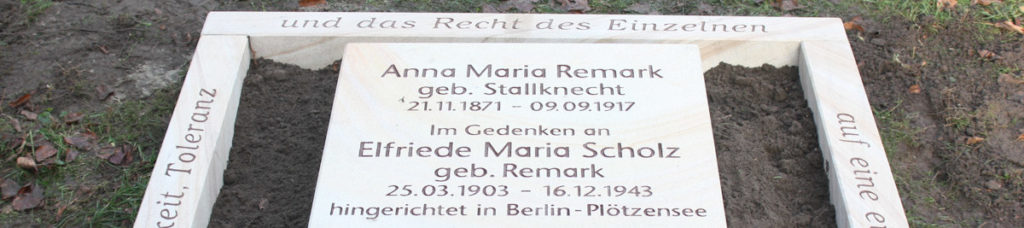 und das Recht des Einzelnen
Toleranz
auf eine
Anna Maria Remark
geb. Stallknecht
21.11.1871 - 09.09.1917
Im Gedenken an
Elfriede Maria Scholz
geb. Remark
25.03.1903 - 16.12.1943
hingerichtet in Berlin-Plötzensee